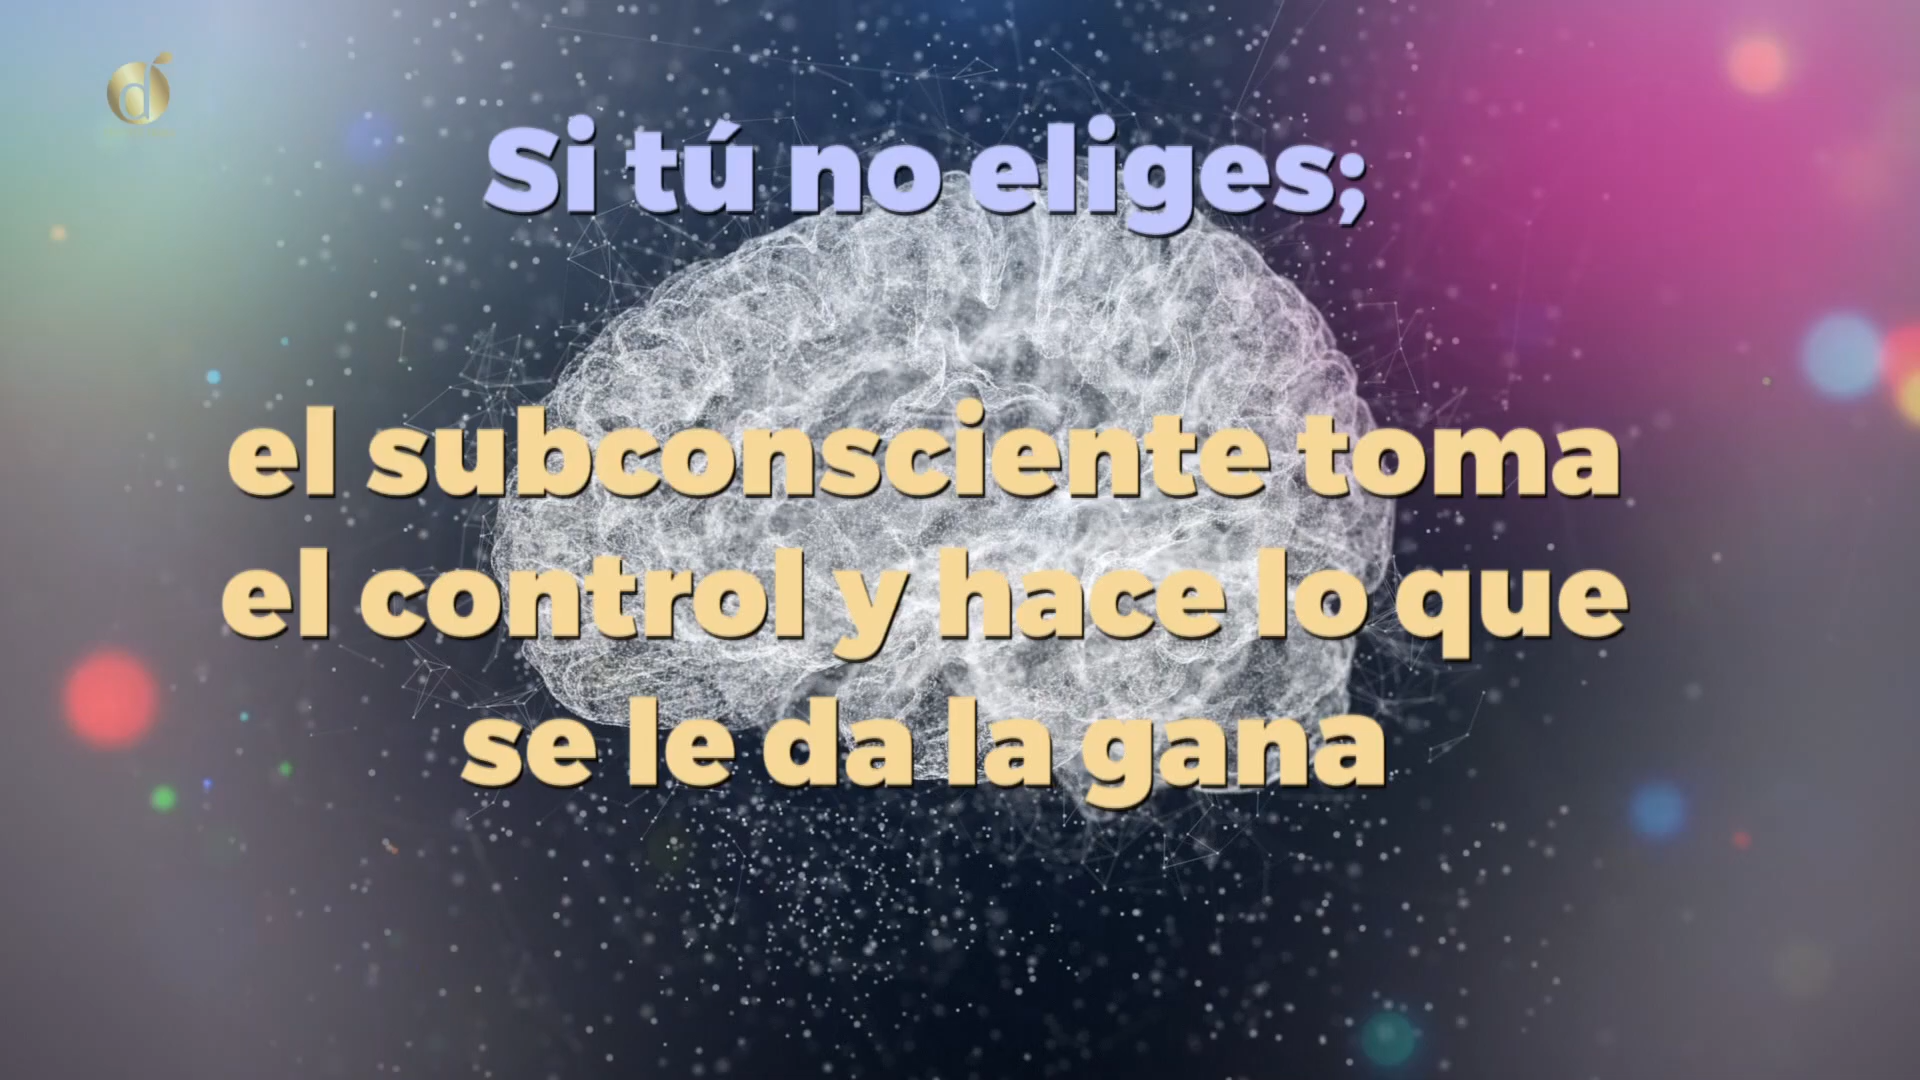 Si tú no eliges;
el subconsciente toma
el control y hace lo que
se le da la gana